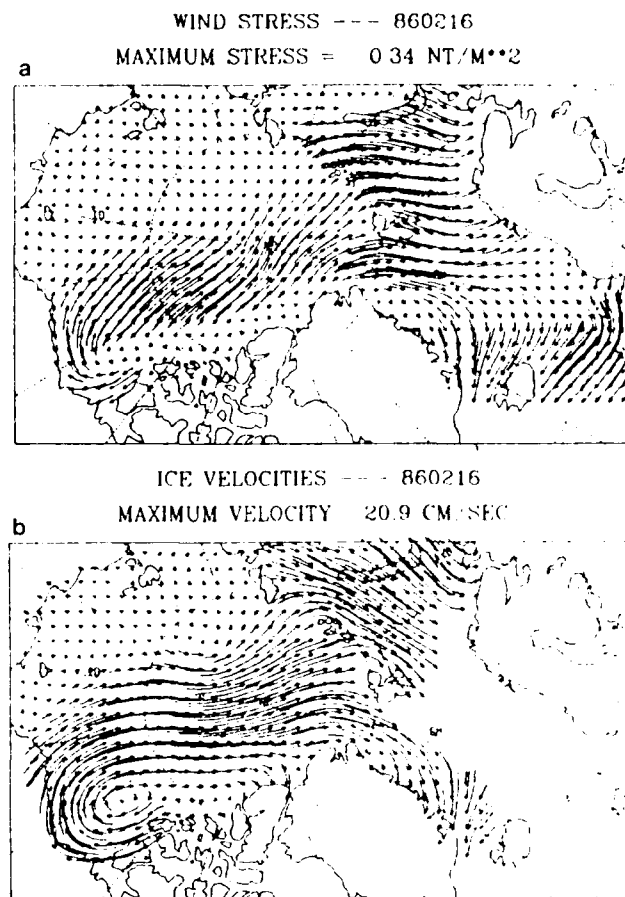 WIND STRESS --- 860216
MAXIMUM STRESS = 0.34 NT/M**2
a
ICE VELOCITIES --- 860216
MAXIMUM VELOCITY 20.9 CM/SEC
b